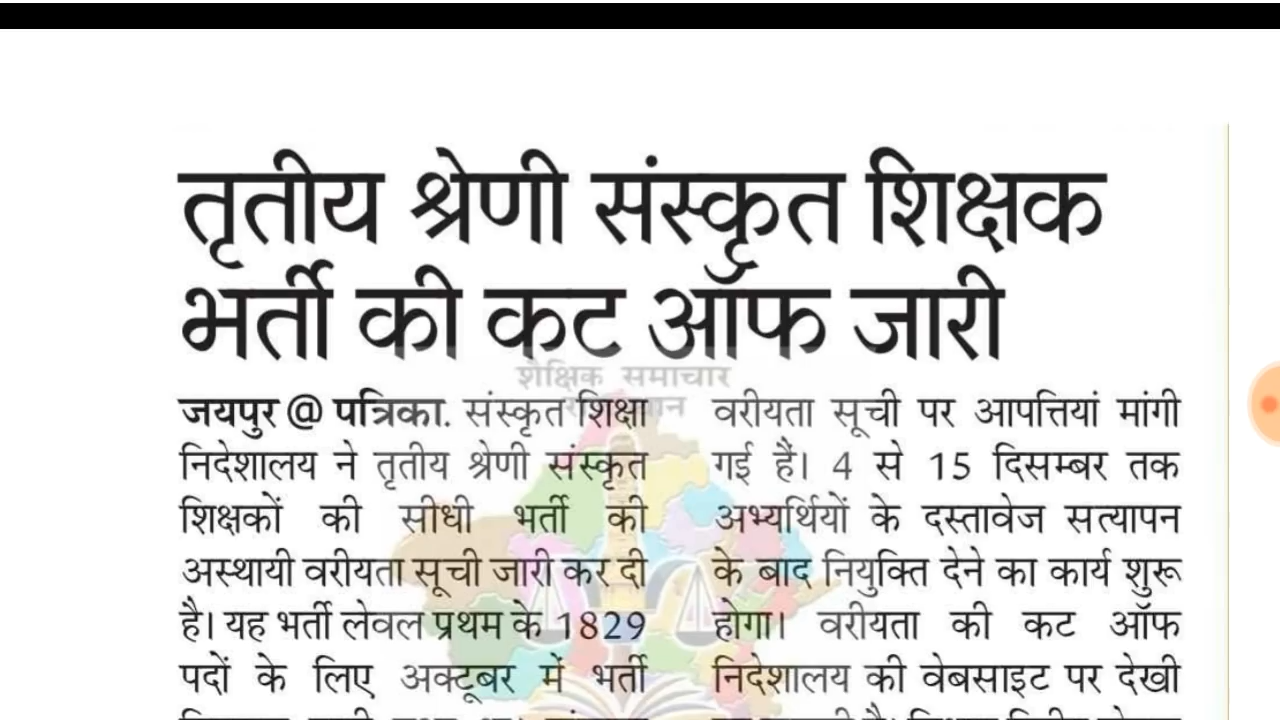 तृतीय श्रेणी संस्कृत शिक्षक
भर्ती की कट ऑफ जारी
शैक्षिक समाचार
जयपुर @ पत्रिका. संस्कृत शिक्षा
निदेशालय ने तृतीय श्रेणी संस्कृत
शिक्षकों की सीधी भर्ती की
अस्थायी वरीयता सूची जारी कर दी
है। यह भर्ती लेवल प्रथम के 1829
पदों के लिए अक्टूबर में भर्ती
वरीयता सूची पर आपत्तियां मांगी
गई हैं। 4 से 15 दिसम्बर तक
अभ्यर्थियों के दस्तावेज सत्यापन
के बाद नियुक्ति देने का कार्य शुरू
होगा। वरीयता की कट ऑफ
निदेशालय की वेबसाइट पर देखी